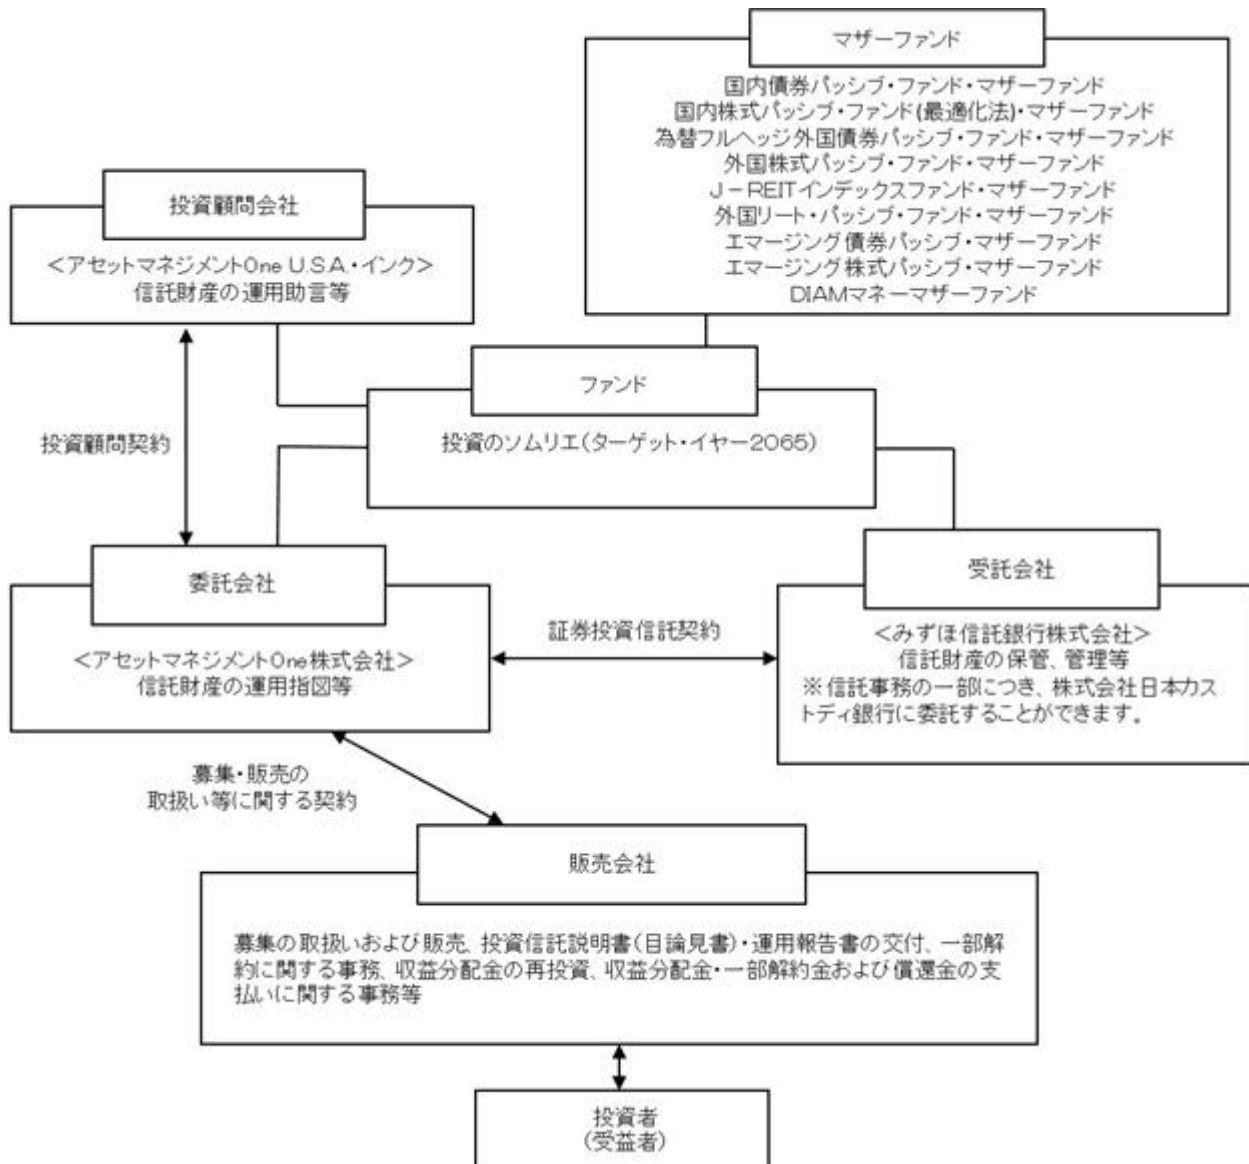 マザーファンド
国内債券パッシブ・ファンド・マザーファンド
国内株式パッシブ・ファンド(最適化法)・マザーファンド
為替フルヘッジ外国債券パッシブ・ファンド・マザーファンド
外国株式パッシブ・ファンド・マザーファンド
J－REITインデックスファンド・マザーファンド
外国リート・パッシブ・ファンド・マザーファンド
エマージング債券パッシブ・マザーファンド
エマージング株式パッシブ・マザーファンド
DIAMマネーマザーファンド
投資顧問会社
＜アセットマネジメントOne U.S.A.・インク＞
信託財産の運用助言等
ファンド
投資のソムリエ(ターゲット・イヤー2065)
投資顧問契約
委託会社
＜アセットマネジメントOne株式会社＞
信託財産の運用指図等
証券投資信託契約
受託会社
＜みずほ信託銀行株式会社＞
信託財産の保管、管理等
※信託事務の一部につき、株式会社日本カスト
ディ銀行に委託することができます。
募集・販売の
取扱い等に関する契約
販売会社
募集の取扱いおよび販売、投資信託説明書(目論見書)・運用報告書の交付、一部解
約に関する事務、収益分配金の再投資、収益分配金・一部解約金および償還金の支
払いに関する事務等
投資者
(受益者)